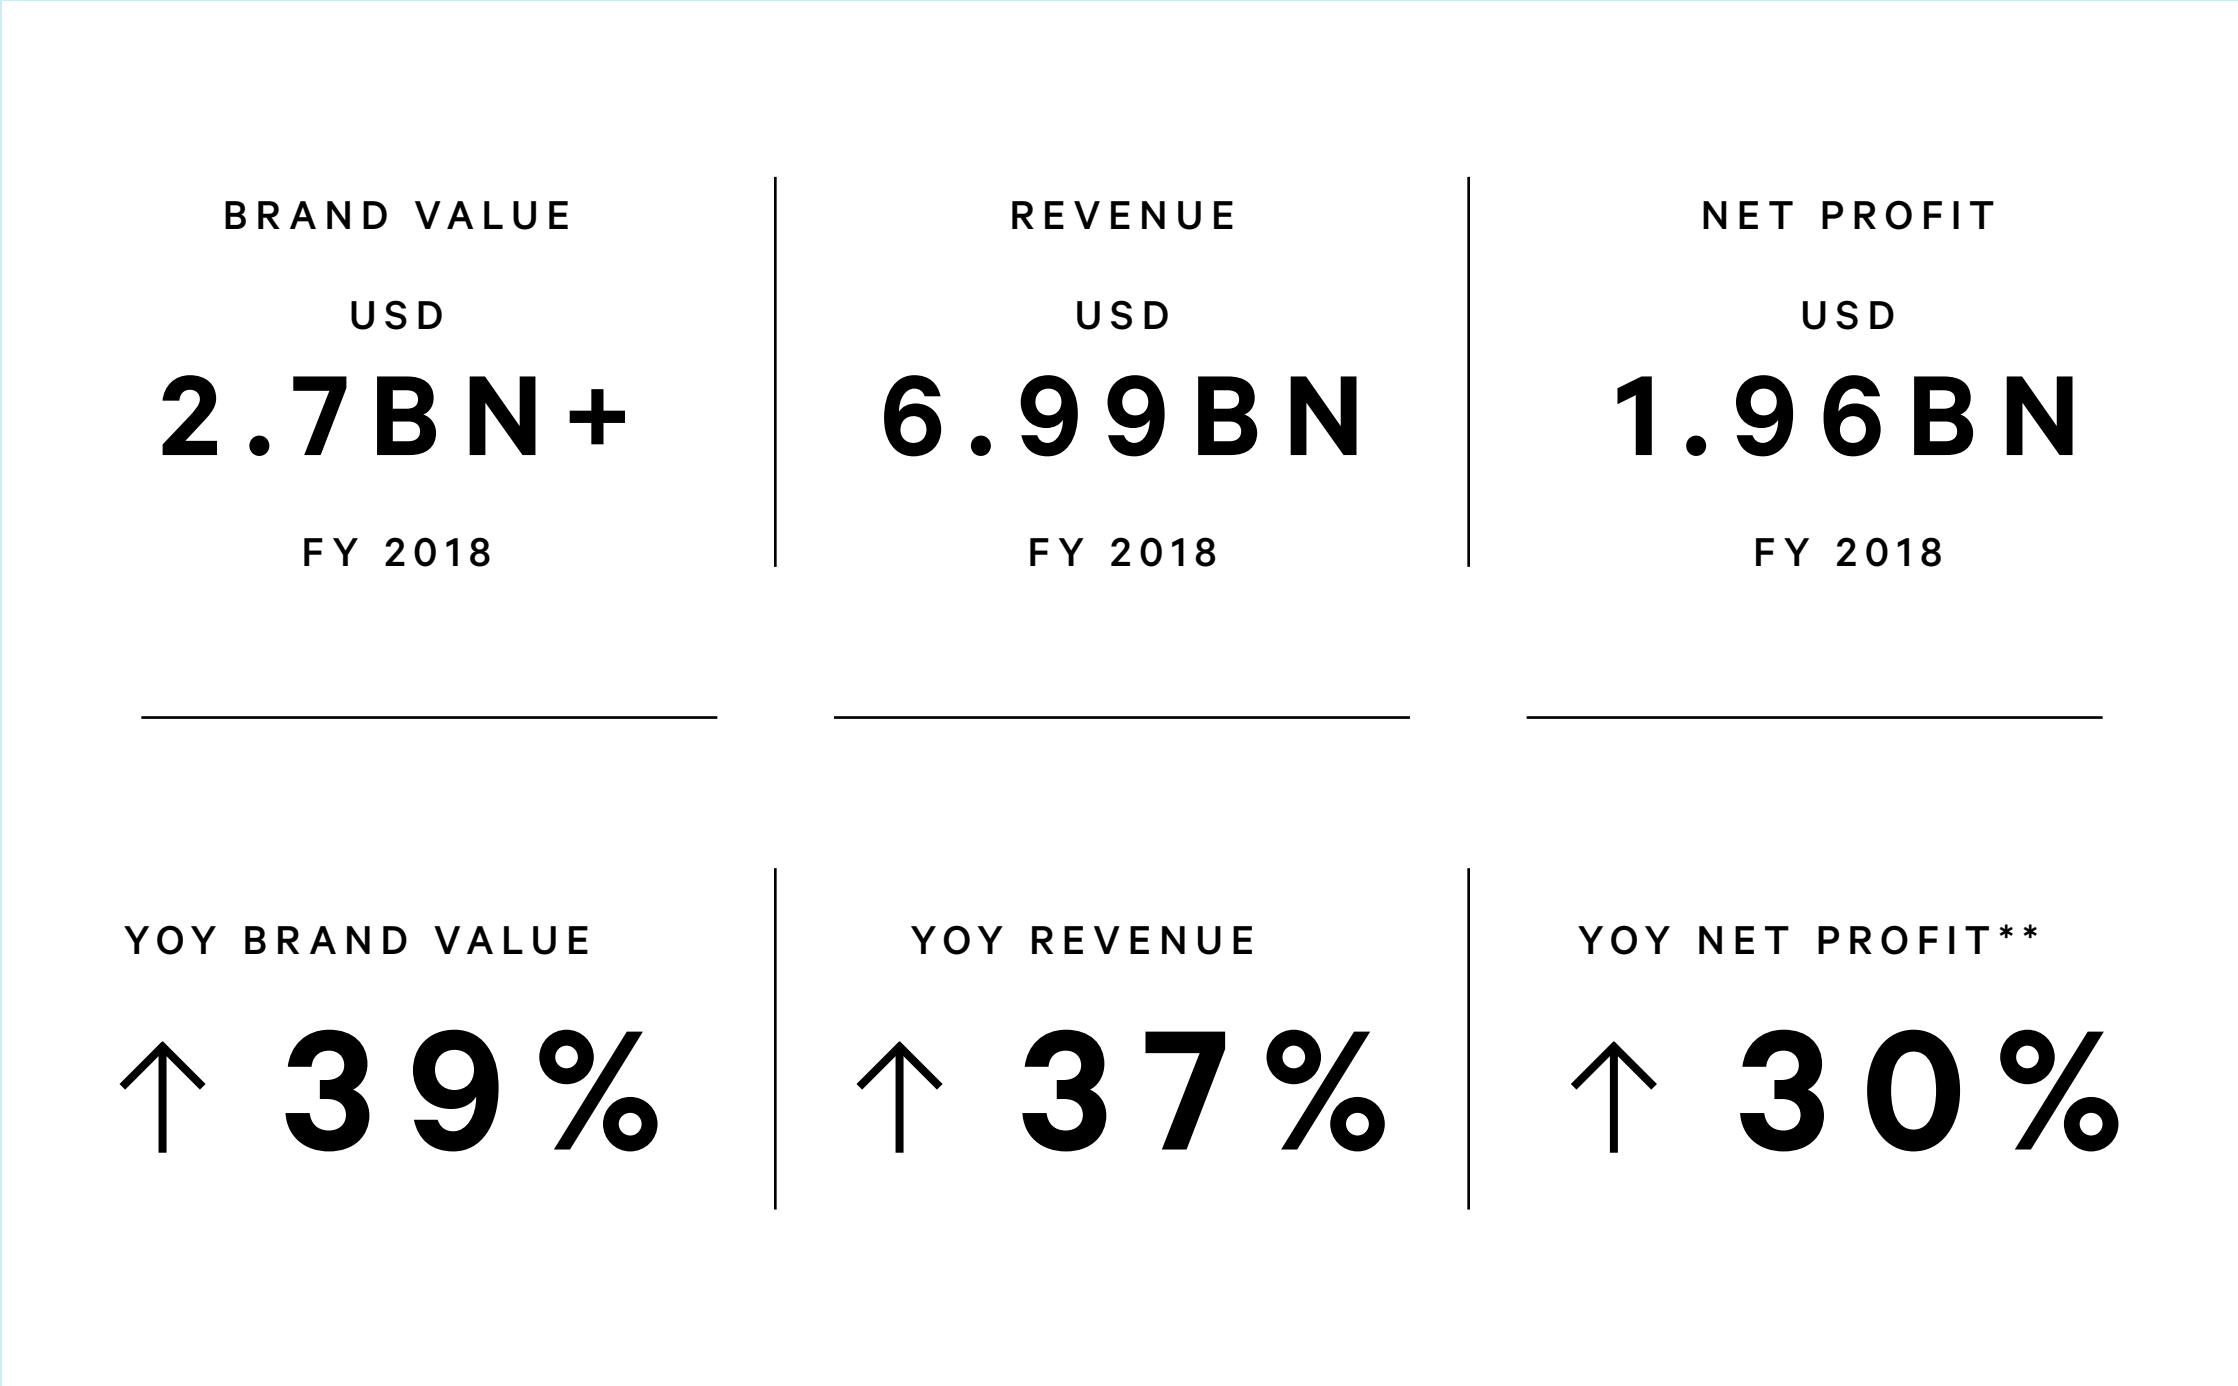 BRAND VALUE
USD
2.7BN+
FY 2018
REVENUE
USD
6.99BN
FY 2018
NET PROFIT
USD
1.96BN
FY 2018
YOY BRAND VALUE
↑ 39%
YOY REVENUE
↑ 37%
YOY NET PROFIT**
↑ 30%